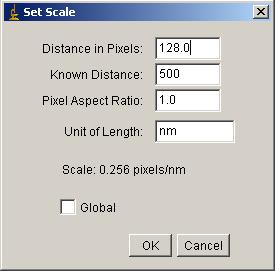 Set Scale
Distance in Pixels: 128.0
Known Distance: 500
Pixel Aspect Ratio: 1.0
Unit of Length: nm
Scale: 0.256 pixels/nm
Global
OK Cancel